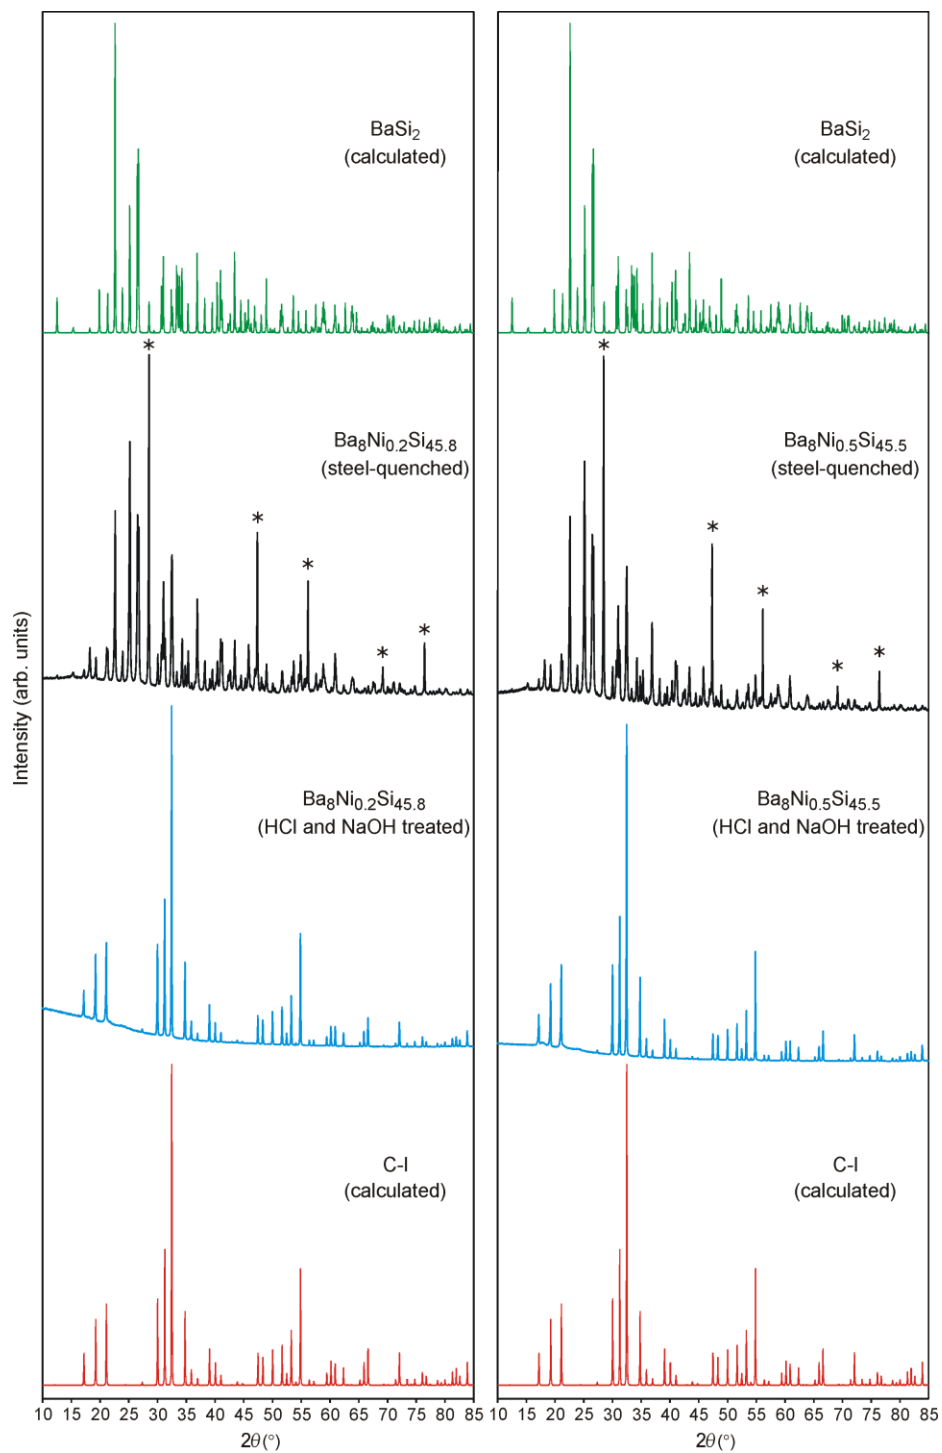 BaSi₂
(calculated)
BaSi₂
(calculated)
*
Ba₈Ni₀.₂Si₄₅.₈
(steel-quenched)
*
*
*
*
*
Ba₈Ni₀.₅Si₄₅.₅
(steel-quenched)
*
*
*
*
Intensity (arb. units)
Ba₈Ni₀.₂Si₄₅.₈
(HCl and NaOH treated)
Ba₈Ni₀.₅Si₄₅.₅
(HCl and NaOH treated)
C-I
(calculated)
C-I
(calculated)
10 15 20 25 30 35 40 45 50 55 60 65 70 75 80 85
10 15 20 25 30 35 40 45 50 55 60 65 70 75 80 85
2θ(°)
2θ(°)